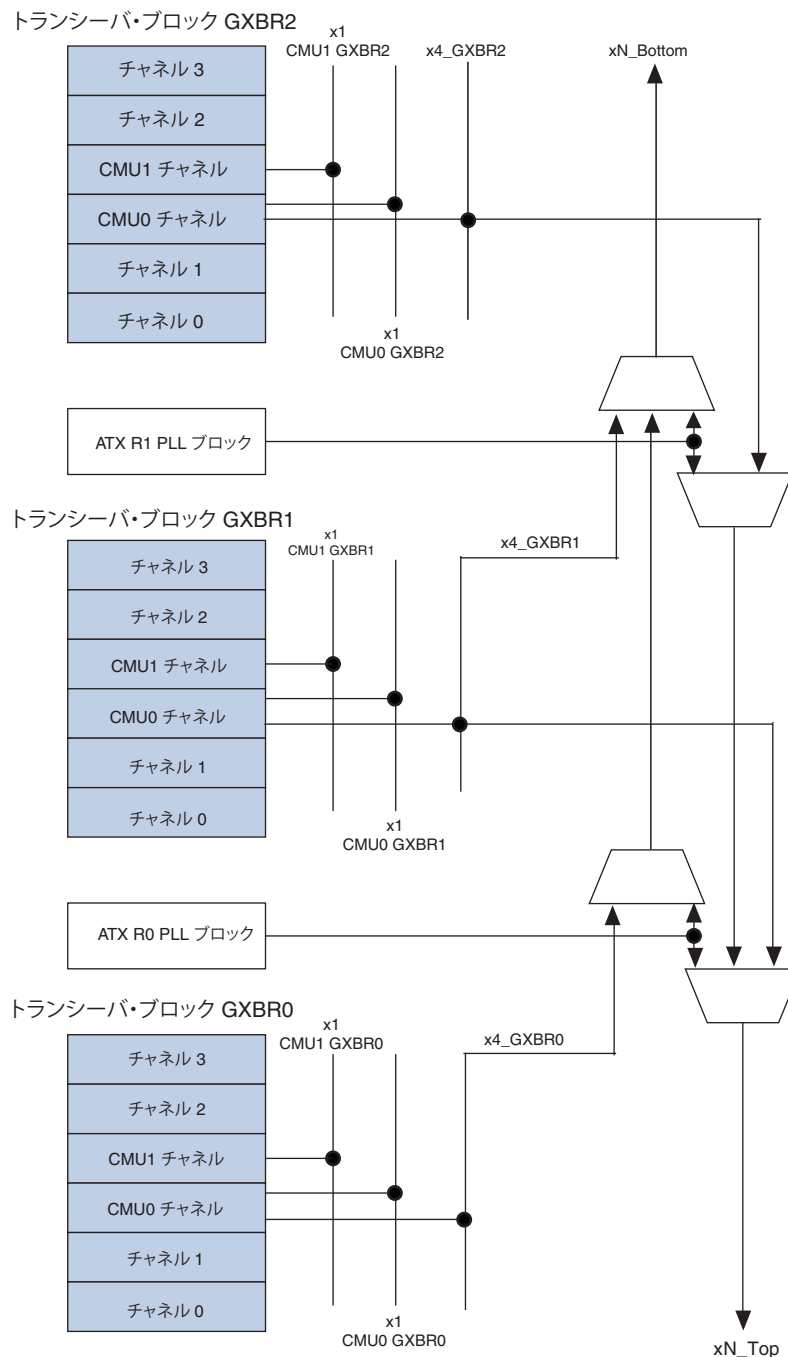 トランシーバ・ブロック GXBR2
x1
CMU1 GXBR2
x4_GXBR2
xN_Bottom
チャネル 3
チャネル 2
CMU1 チャネル
CMU0 チャネル
チャネル 1
チャネル 0
x1
CMU0 GXBR2
ATX R1 PLL ブロック
トランシーバ・ブロック GXBR1
x1
CMU1 GXBR1
x4_GXBR1
チャネル 3
チャネル 2
CMU1 チャネル
CMU0 チャネル
チャネル 1
チャネル 0
x1
CMU0 GXBR1
ATX R0 PLL ブロック
トランシーバ・ブロック GXBR0
x1
CMU1 GXBR0
x4_GXBR0
チャネル 3
チャネル 2
CMU1 チャネル
CMU0 チャネル
チャネル 1
チャネル 0
x1
CMU0 GXBR0
xN_Top